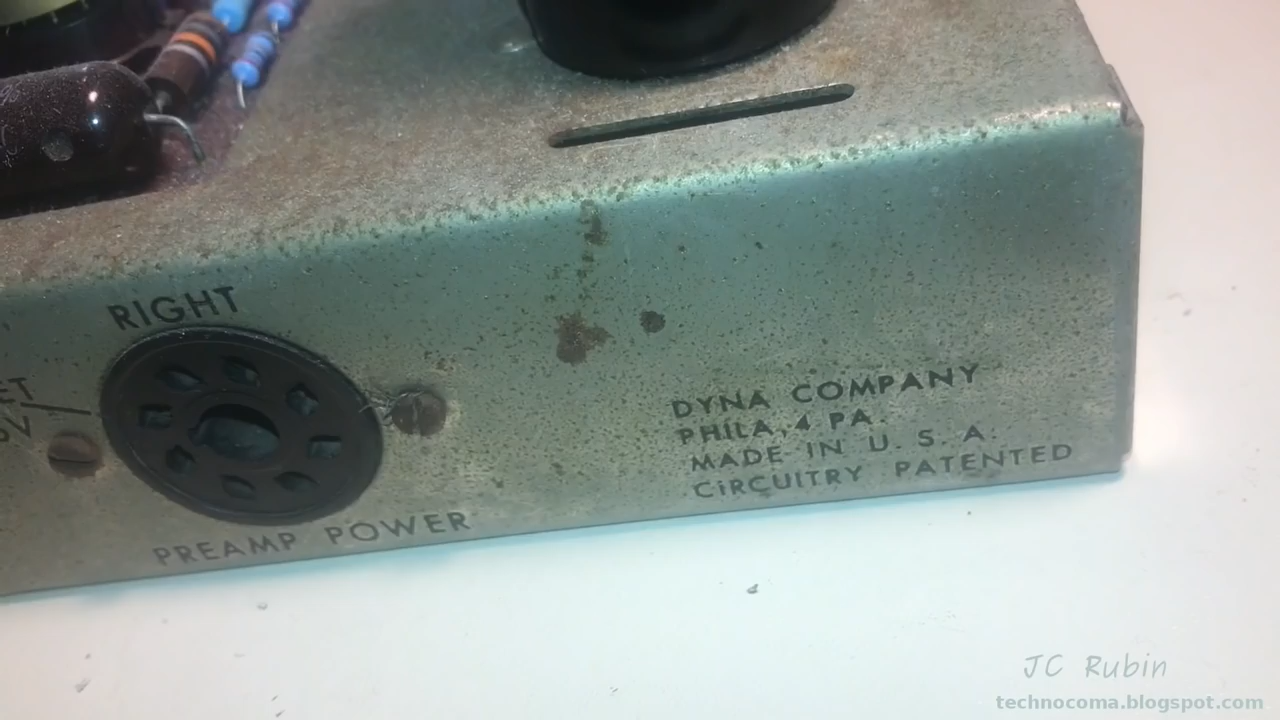 RIGHT
PREAMP POWER
DYNA COMPANY
PHILA, 4 PA.
MADE IN U. S. A.
CIRCUITRY PATENTED
JC Rubin
technocoma.blogspot.com